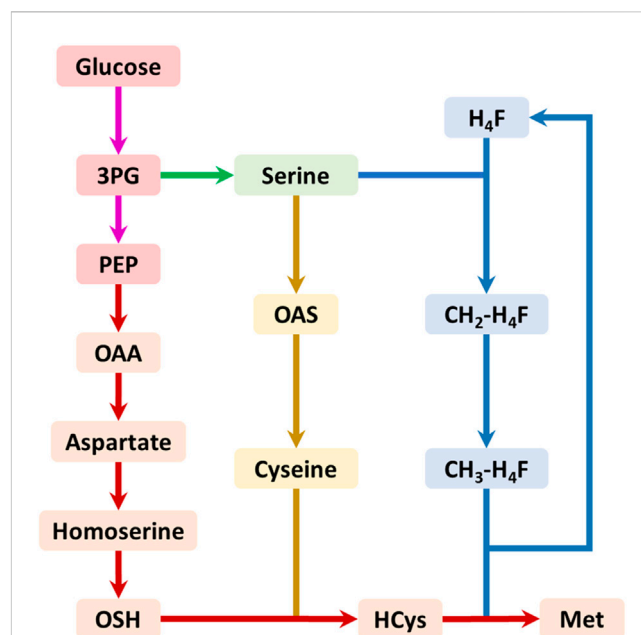 Glucose
H₄F
3PG
Serine
PEP
OAS
CH₂-H₄F
OAA
Aspartate
Cyseine
CH₃-H₄F
Homoserine
OSH
HCys
Met